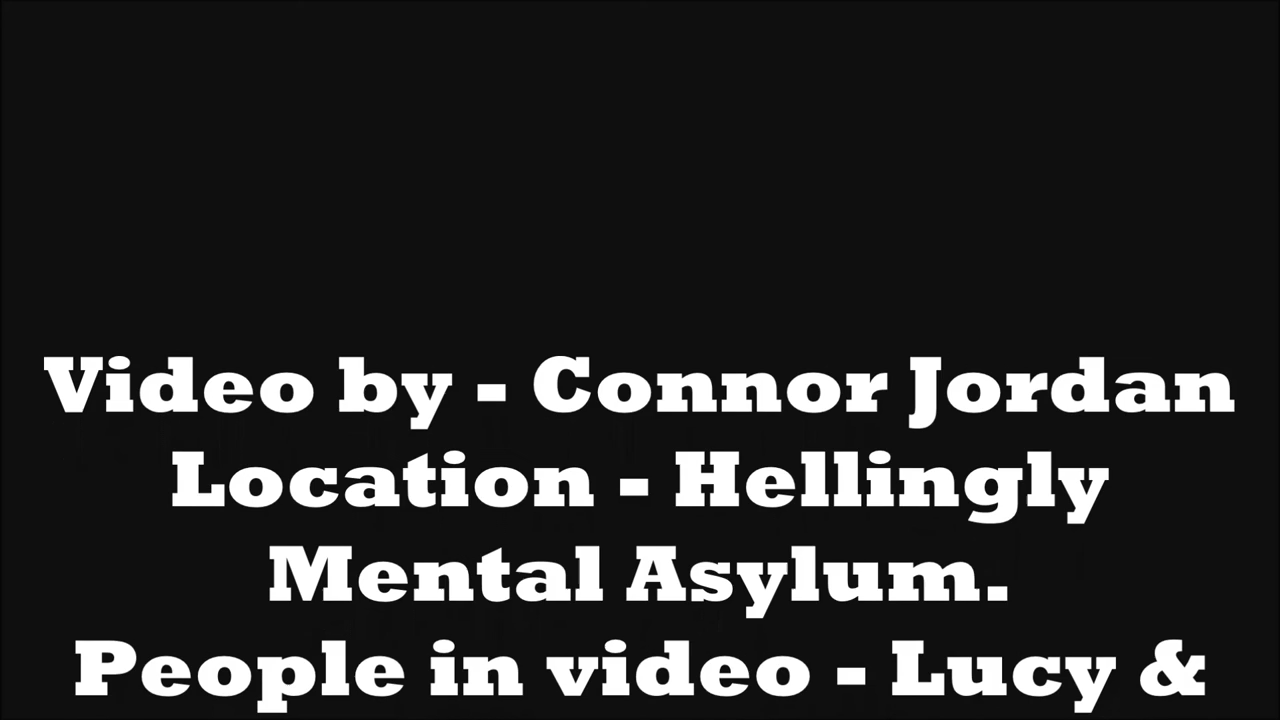 Video by - Connor Jordan
Location - Hellingly
Mental Asylum.
People in video - Lucy &